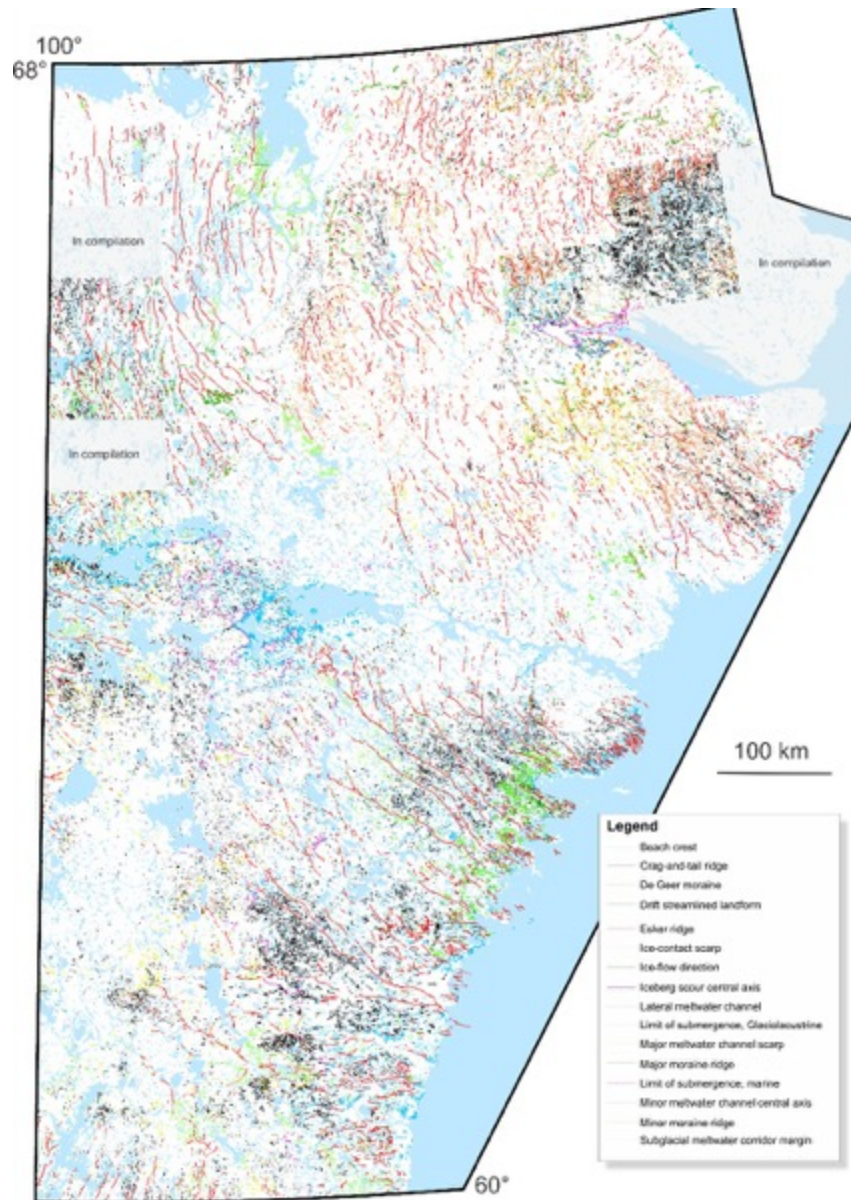 100°
68°
In compilation
In compilation
In compilation
100 km
Legend
Beach crest
Crag-and-tail ridge
De Geer moraine
Drift streamlined landform
Esker ridge
Ice-contact scarp
Ice-flow direction
Iceberg scour central axis
Lateral meltwater channel
Limit of submergence, Glaciolacustrine
Major meltwater channel scarp
Major moraine ridge
Limit of submergence, marine
Minor meltwater channel central axis
Minor moraine ridge
Subglacial meltwater corridor margin
60°